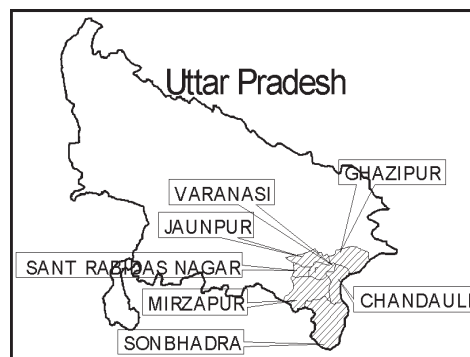 Uttar Pradesh
GHAZIPUR
VARANASI
JAUNPUR
SANT RABIDAS NAGAR
MIRZAPUR
CHANDAULI
SONBHADRA